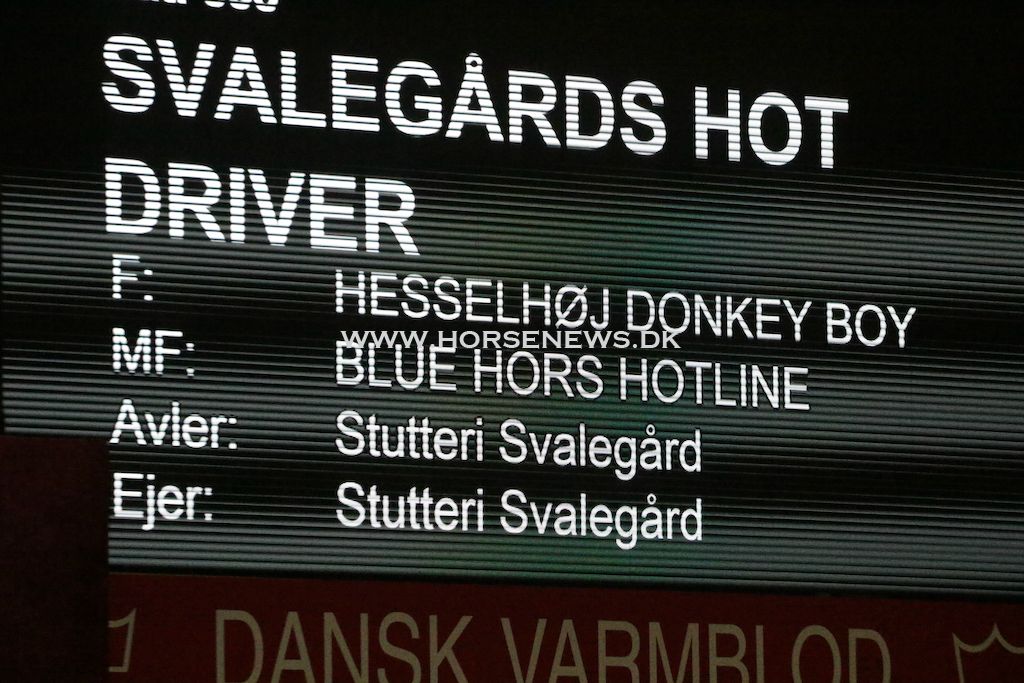 SVALEGÅRDS HOT
DRIVER
F: HESSELHØJ DONKEY BOY
WWW.HORSENEWS.DK
MF: BLUE HORS HOTLINE
Avler: Stutteri Svalegård
Ejer: Stutteri Svalegård
DANSK VARMBLOD